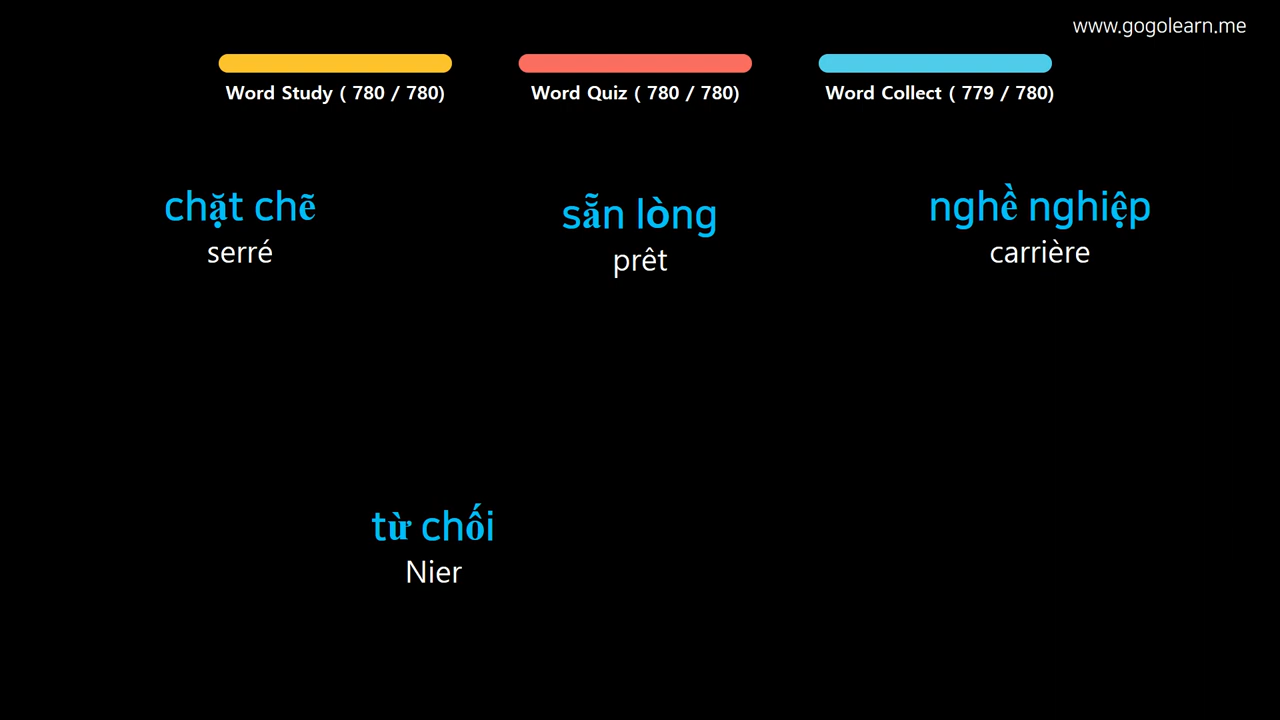 www.gogolearn.me
Word Study ( 780 / 780)
Word Quiz ( 780 / 780)
Word Collect ( 779 / 780)
chặt chẽ
serré
sẵn lòng
prêt
nghề nghiệp
carrière
từ chối
Nier